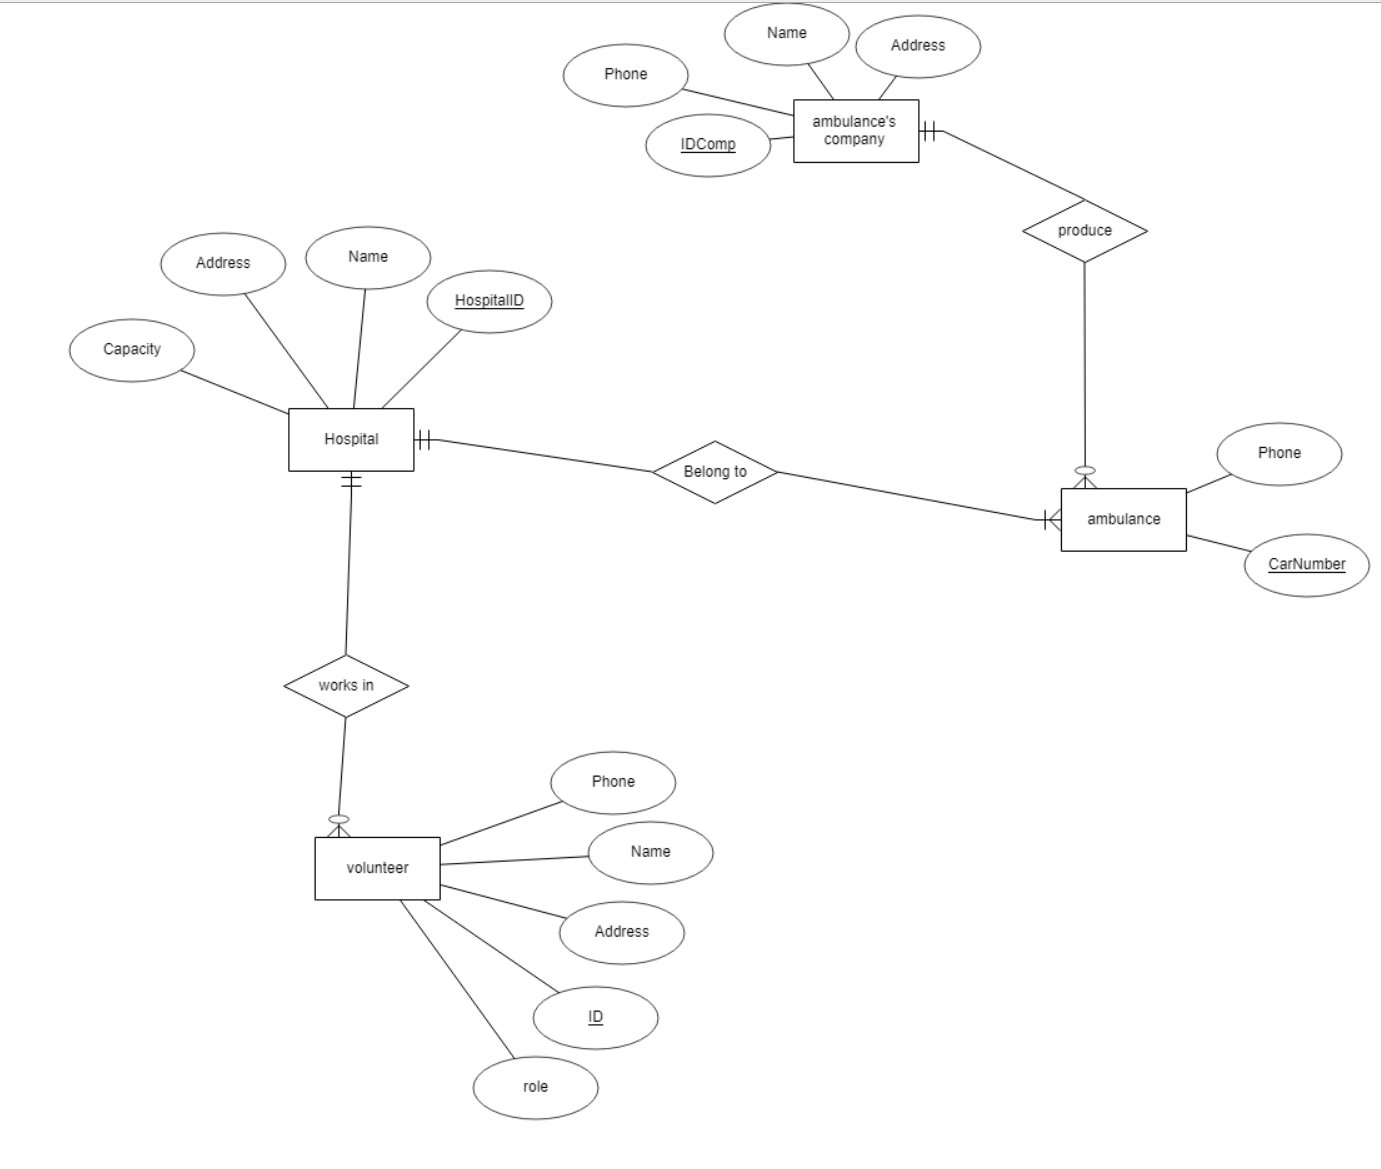 Name
Address
Phone
ambulance's
company
IDComp
produce
Address
Name
HospitalID
Capacity
Hospital
Belong to
Phone
ambulance
CarNumber
works in
Phone
Name
volunteer
Address
ID
role